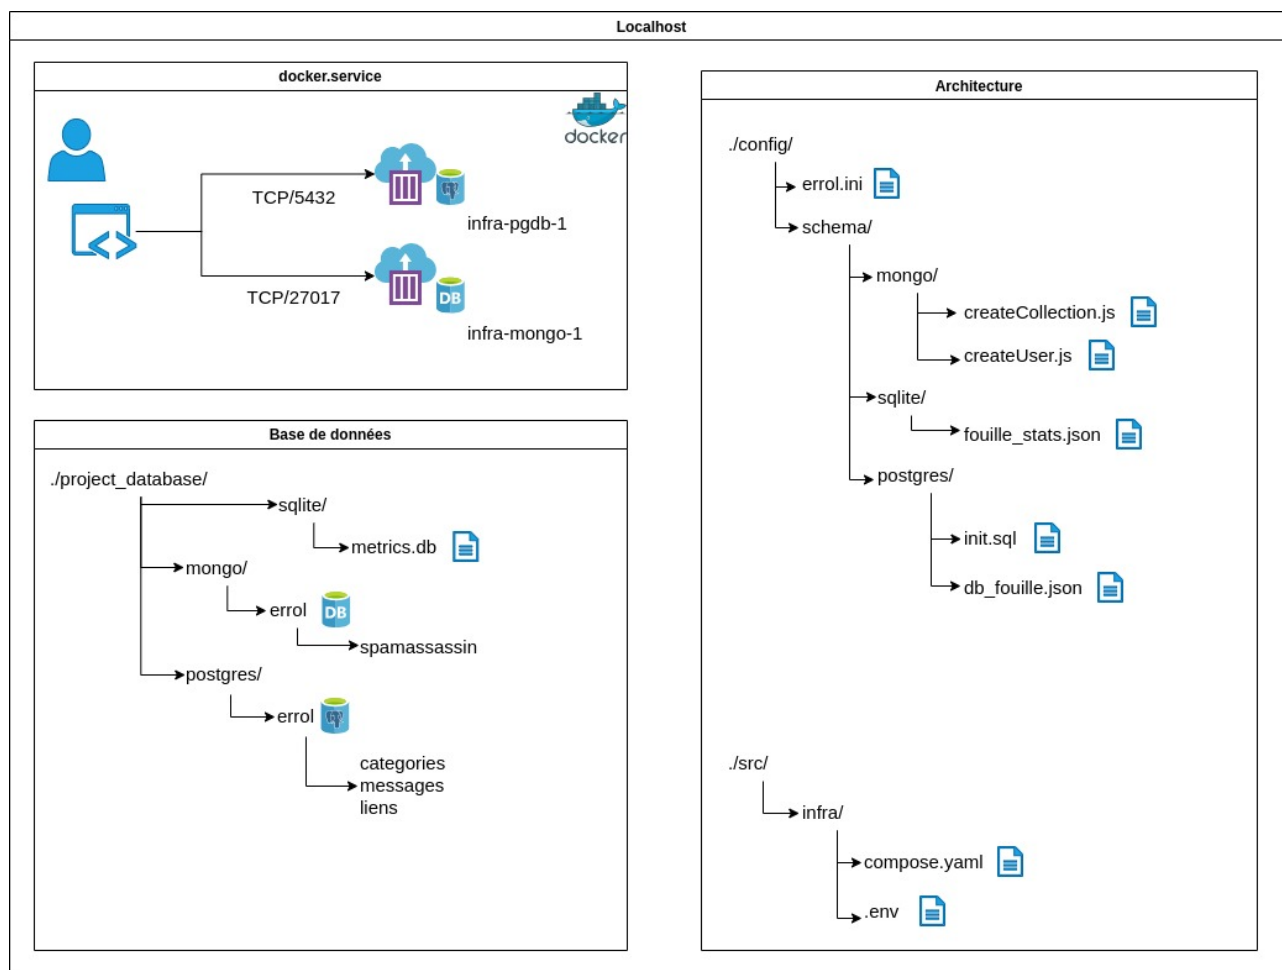 Localhost
docker.service
docker
TCP/5432
infra-pgdb-1
TCP/27017
DB
infra-mongo-1
Base de données
./project_database/
sqlite/
metrics.db
mongo/
errol
DB
spamassassin
postgres/
errol
categories
messages
liens
Architecture
./config/
errol.ini
schema/
mongo/
createCollection.js
createUser.js
sqlite/
fouille_stats.json
postgres/
init.sql
db_fouille.json
./src/
infra/
compose.yaml
.env